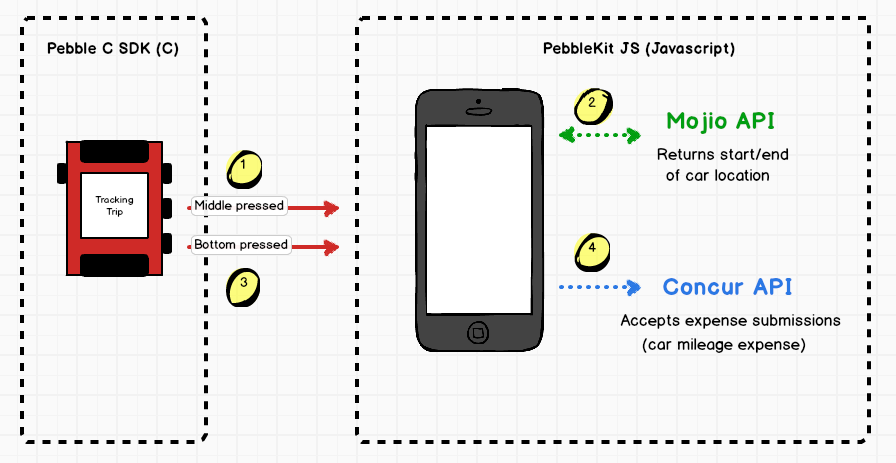 Pebble C SDK (C)
PebbleKit JS (Javascript)
Tracking
Trip
1
Middle pressed
Bottom pressed
3
2
Mojio API
Returns start/end
of car location
4
Concur API
Accepts expense submissions
(car mileage expense)